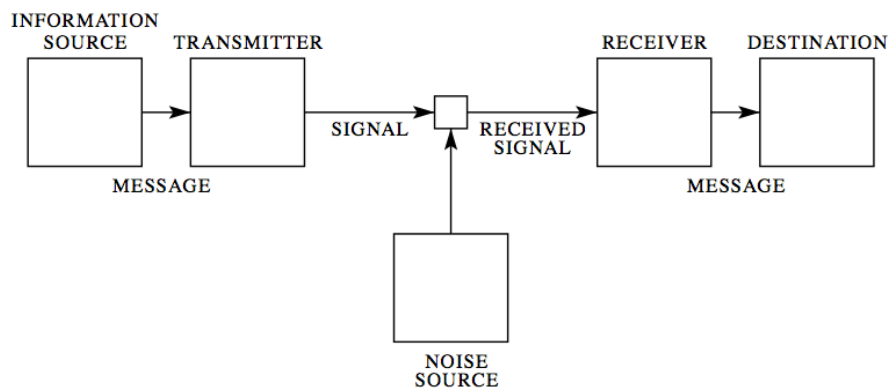 INFORMATION
SOURCE
TRANSMITTER
RECEIVER
DESTINATION
SIGNAL
RECEIVED
SIGNAL
MESSAGE
MESSAGE
NOISE
SOURCE